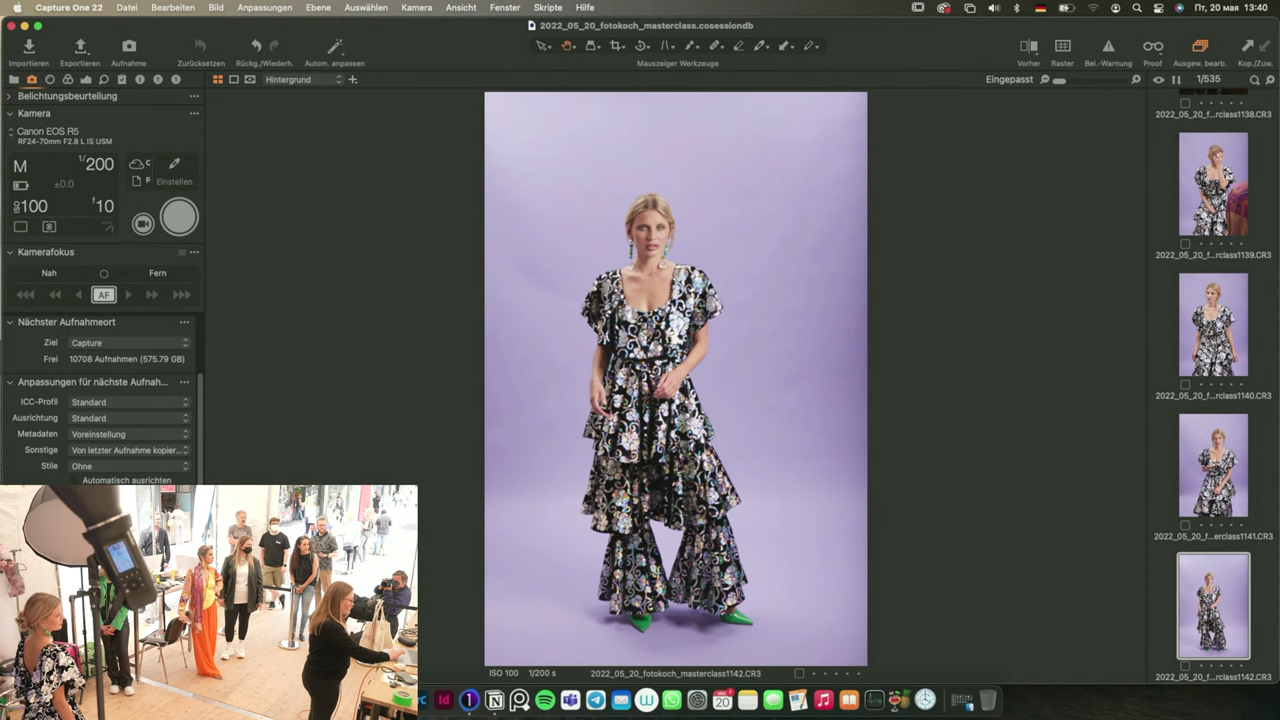 Capture One 22 Datei Bearbeiten Bild Anpassungen Ebene Auswählen Kamera Ansicht Fenster Skripte Hilfe
Пт, 20 мая 13:40
2022_05_20_fotokoch_masterclass.cosessiondb
Importieren Exportieren Aufnahme Zurücksetzen Rückg./Wiederh. Autom. anpassen Mauszeiger Werkzeuge Vorher Raster Bel.-Warnung Proof Ausgew. bearb. Kop./Zuw.
Hintergrund
Eingepasst
1/535
Belichtungsbeurteilung
Kamera
Canon EOS R5
RF24-70mm F2.8 L IS USM
M 1/200
±0.0
C
F
Einstellen
ISO100 f10
Kamerafokus
Nah Fern
AF
Nächster Aufnahmeort
Ziel Capture
Frei 10708 Aufnahmen (575.79 GB)
Anpassungen für nächste Aufnah...
ICC-Profil Standard
Ausrichtung Standard
Metadaten Voreinstellung
Sonstige Von letzter Aufnahme kopier...
Stile Ohne
Automatisch ausrichten
ISO 100 1/200 s 2022_05_20_fotokoch_masterclass1142.CR3
2022_05_20_f...rclass1138.CR3
2022_05_20_f...rclass1139.CR3
2022_05_20_f...rclass1140.CR3
2022_05_20_f...erclass1141.CR3
2022_05_20_f...rclass1142.CR3
Id
1
20